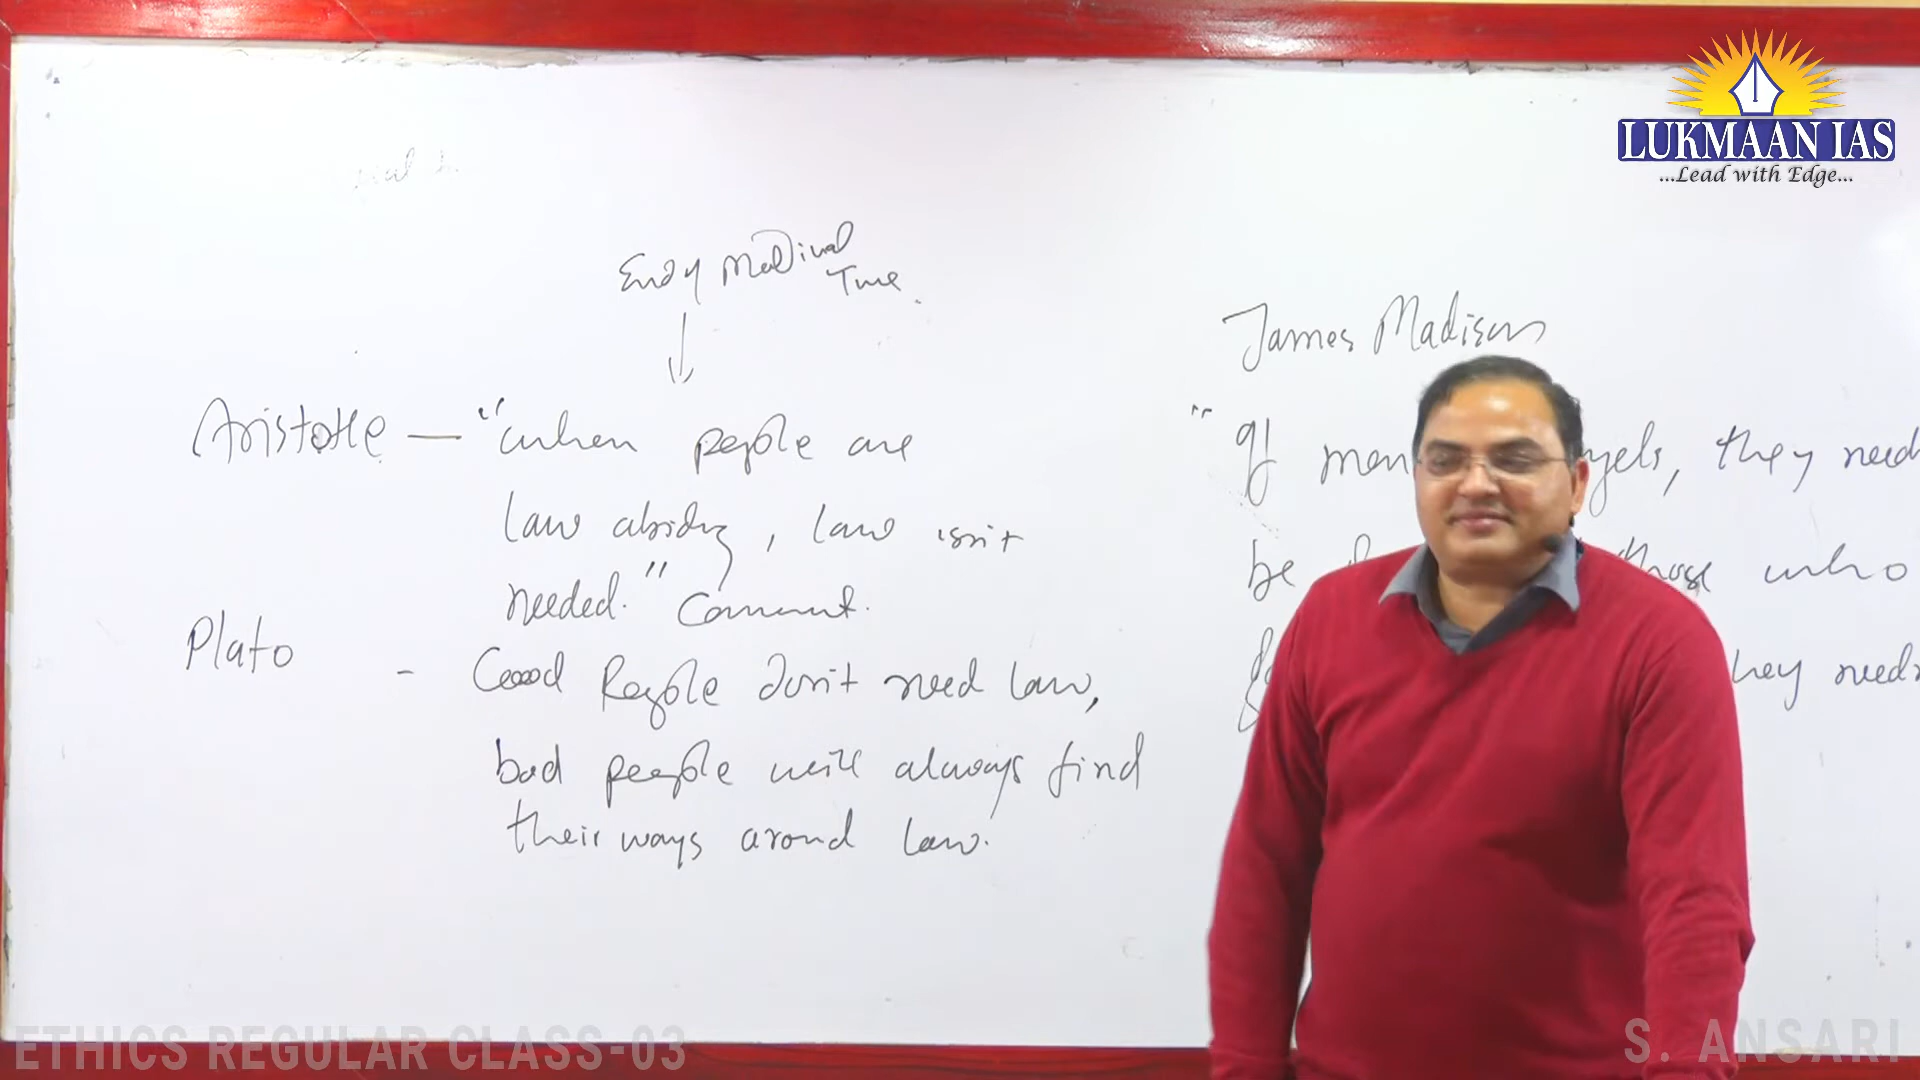 LUKMAAN IAS
...Lead with Edge...
End of Medival
Time.
Aristotle — "when people are
law abiding, law isn't
needed." Comment.
Plato - Good People don't need law,
bad people will always find
their ways around law.
James Madison
"If men angels, they need
be those who
they needn
ETHICS REGULAR CLASS-03
S. ANSARI